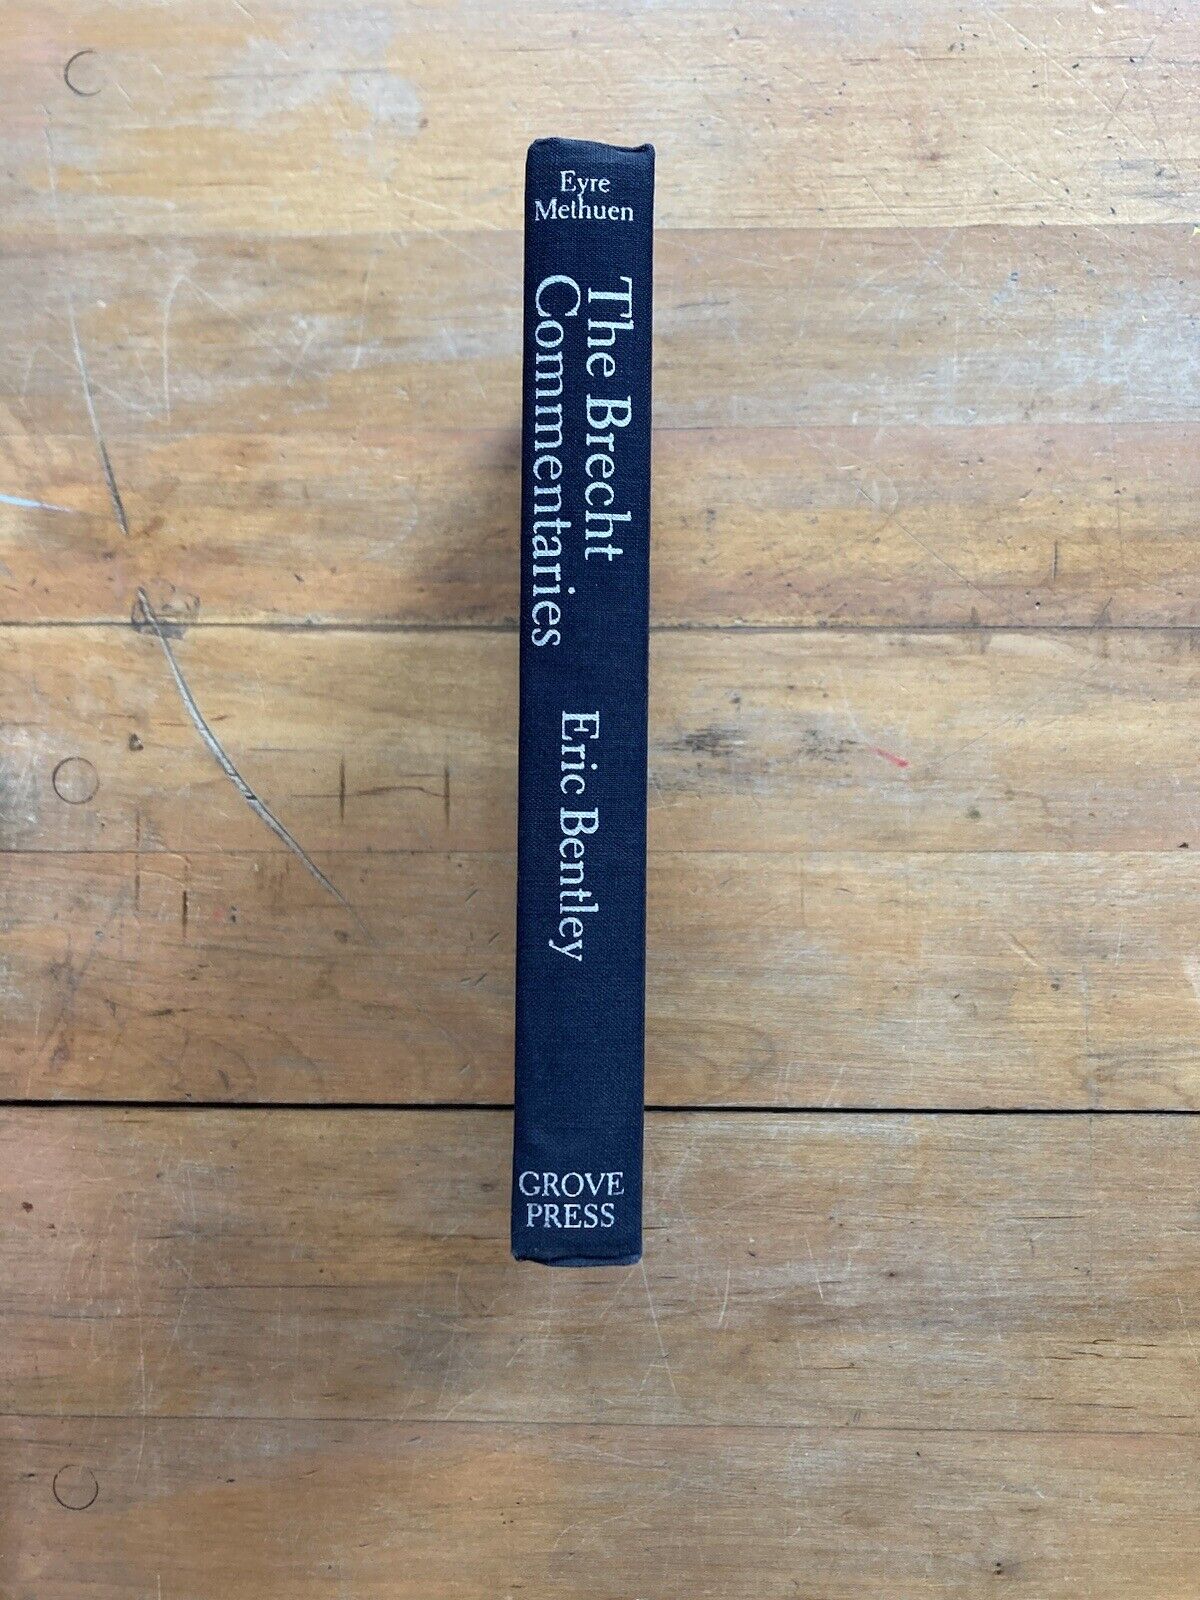 Eyre
Methuen
The Brecht
Commentaries
Eric Bentley
GROVE
PRESS